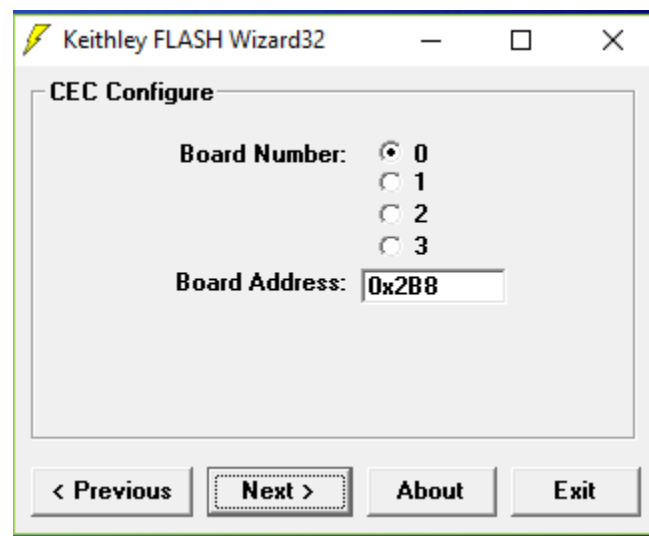 Keithley FLASH Wizard32
CEC Configure
Board Number: 0
1
2
3
Board Address: 0x2B8
< Previous Next > About Exit